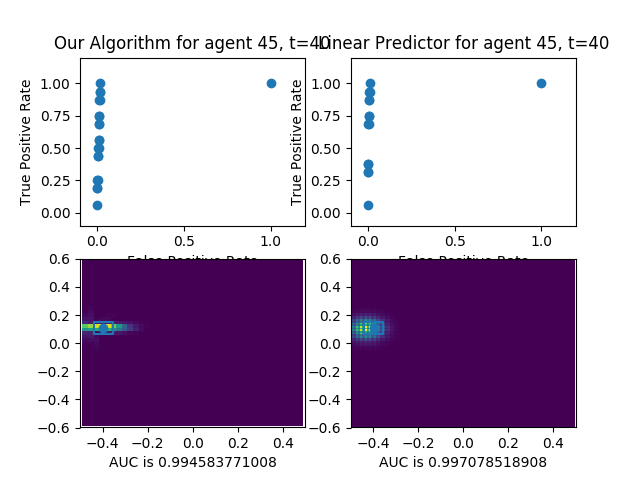 Our Algorithm for agent 45, t=40
Linear Predictor for agent 45, t=40
True Positive Rate
1.00
0.75
0.50
0.25
0.00
0.0 0.5 1.0
False Positive Rate
True Positive Rate
1.00
0.75
0.50
0.25
0.00
0.0 0.5 1.0
False Positive Rate
0.6
0.4
0.2
0.0
−0.2
−0.4
−0.6
−0.4 −0.2 0.0 0.2 0.4
AUC is 0.994583771008
0.6
0.4
0.2
0.0
−0.2
−0.4
−0.6
−0.4 −0.2 0.0 0.2 0.4
AUC is 0.997078518908